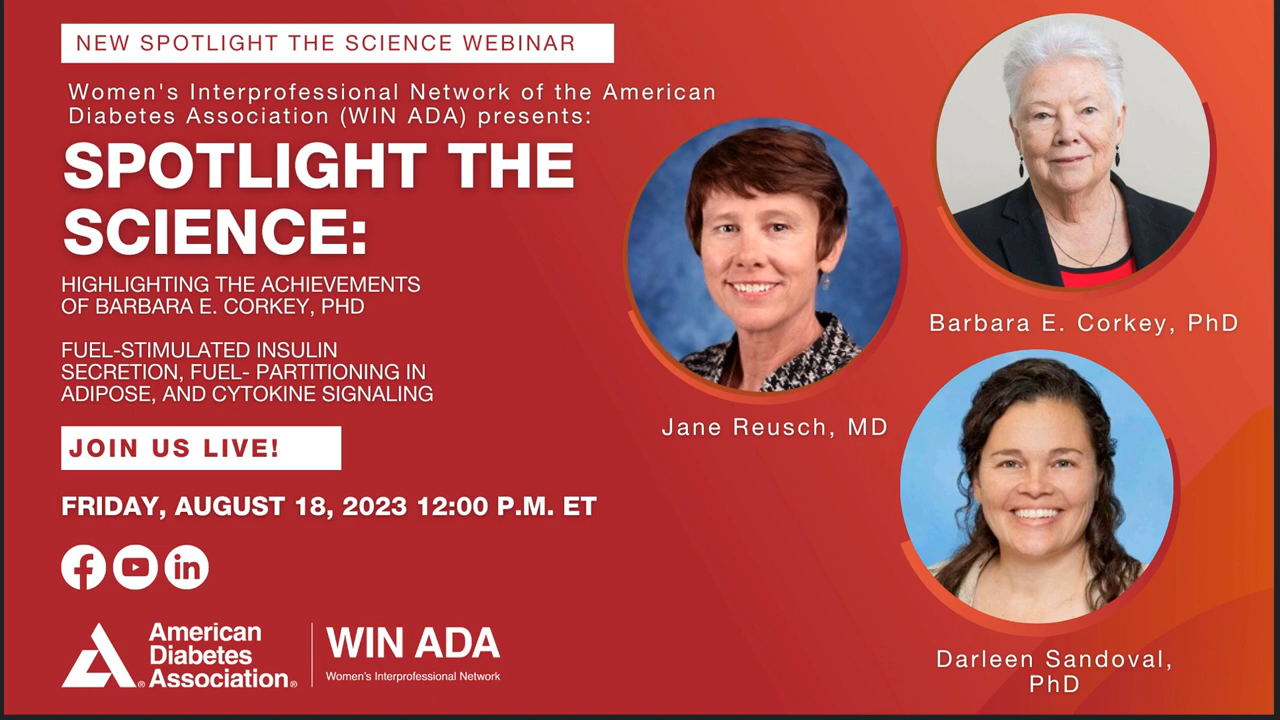 NEW SPOTLIGHT THE SCIENCE WEBINAR
Women's Interprofessional Network of the American
Diabetes Association (WIN ADA) presents:
SPOTLIGHT THE
SCIENCE:
HIGHLIGHTING THE ACHIEVEMENTS
OF BARBARA E. CORKEY, PHD
FUEL-STIMULATED INSULIN
SECRETION, FUEL- PARTITIONING IN
ADIPOSE, AND CYTOKINE SIGNALING
JOIN US LIVE!
FRIDAY, AUGUST 18, 2023 12:00 P.M. ET
f
in
American
Diabetes
Association®
WIN ADA
Women's Interprofessional Network
Jane Reusch, MD
Barbara E. Corkey, PhD
Darleen Sandoval,
PhD